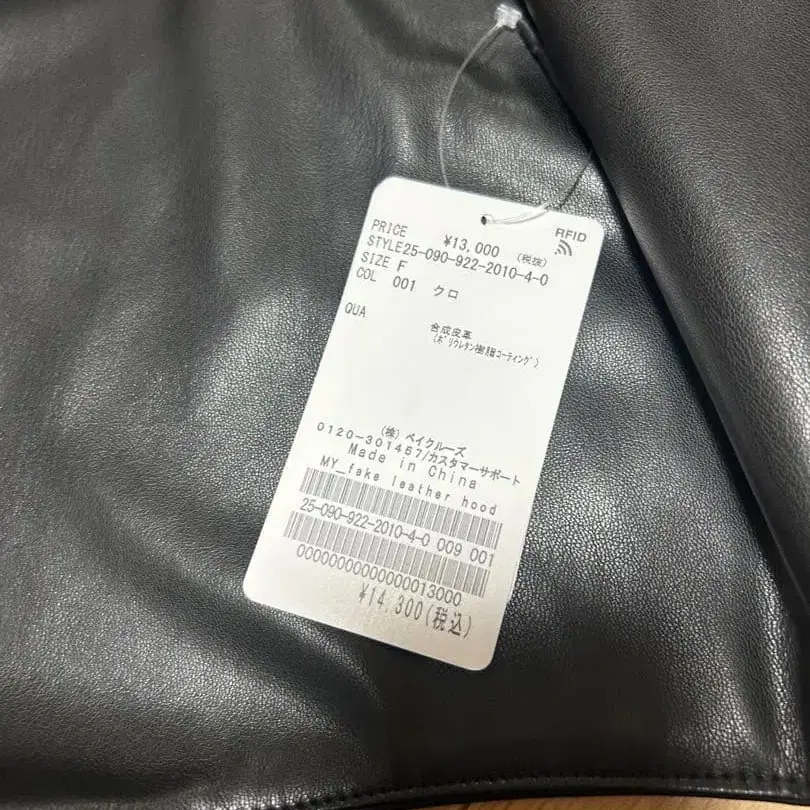 RFID
PRICE ¥13,000 (税抜)
STYLE25-090-922-2010-4-0
SIZE F
COL 001 クロ
QUA 合成皮革
(ポリウレタン樹脂コーティング)
(株)ベイクルーズ
0120-301457/カスタマーサポート
Made in China
MY_fake leather hood
25-090-922-2010-4-0 009 001
0000000000000013000
¥14,300(税込)